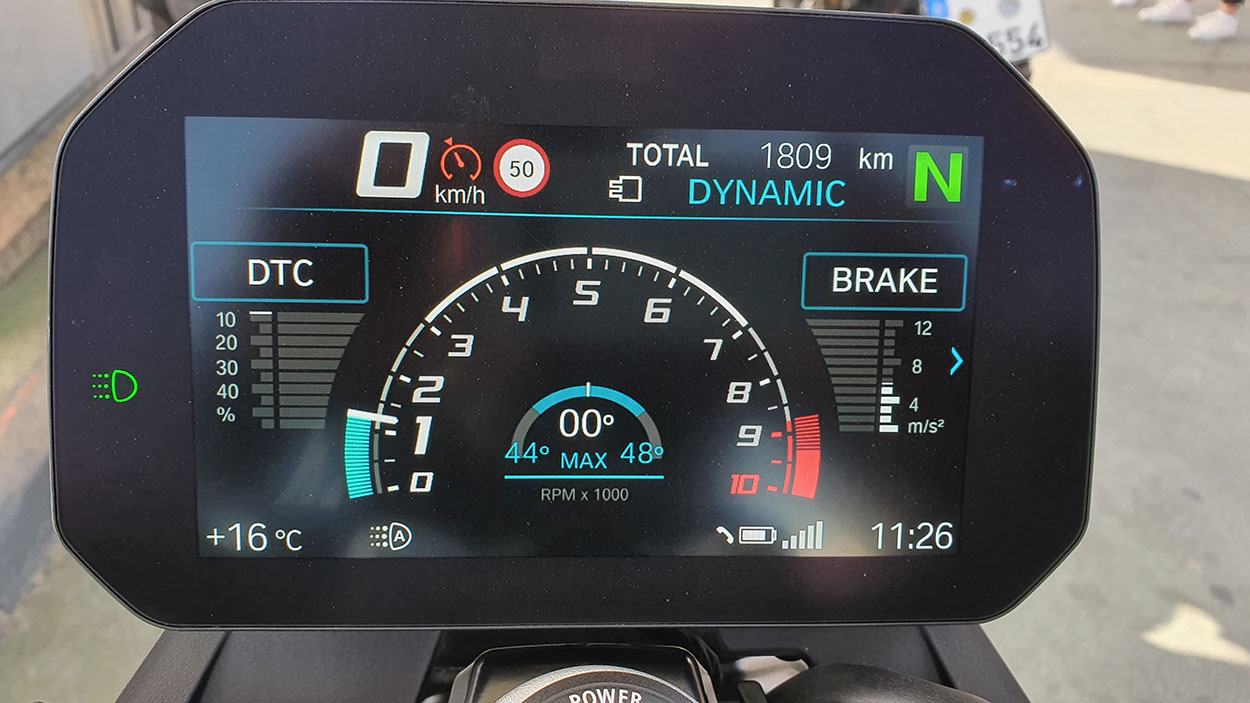 554
0 km/h 50 TOTAL 1809 km N
DYNAMIC
DTC
BRAKE
10
20
30
40
%
0 1 2 3 4 5 6 7 8 9 10
12
8
4
m/s²
00°
44° MAX 48°
RPM x 1000
+16 °C A 11:26
POWER